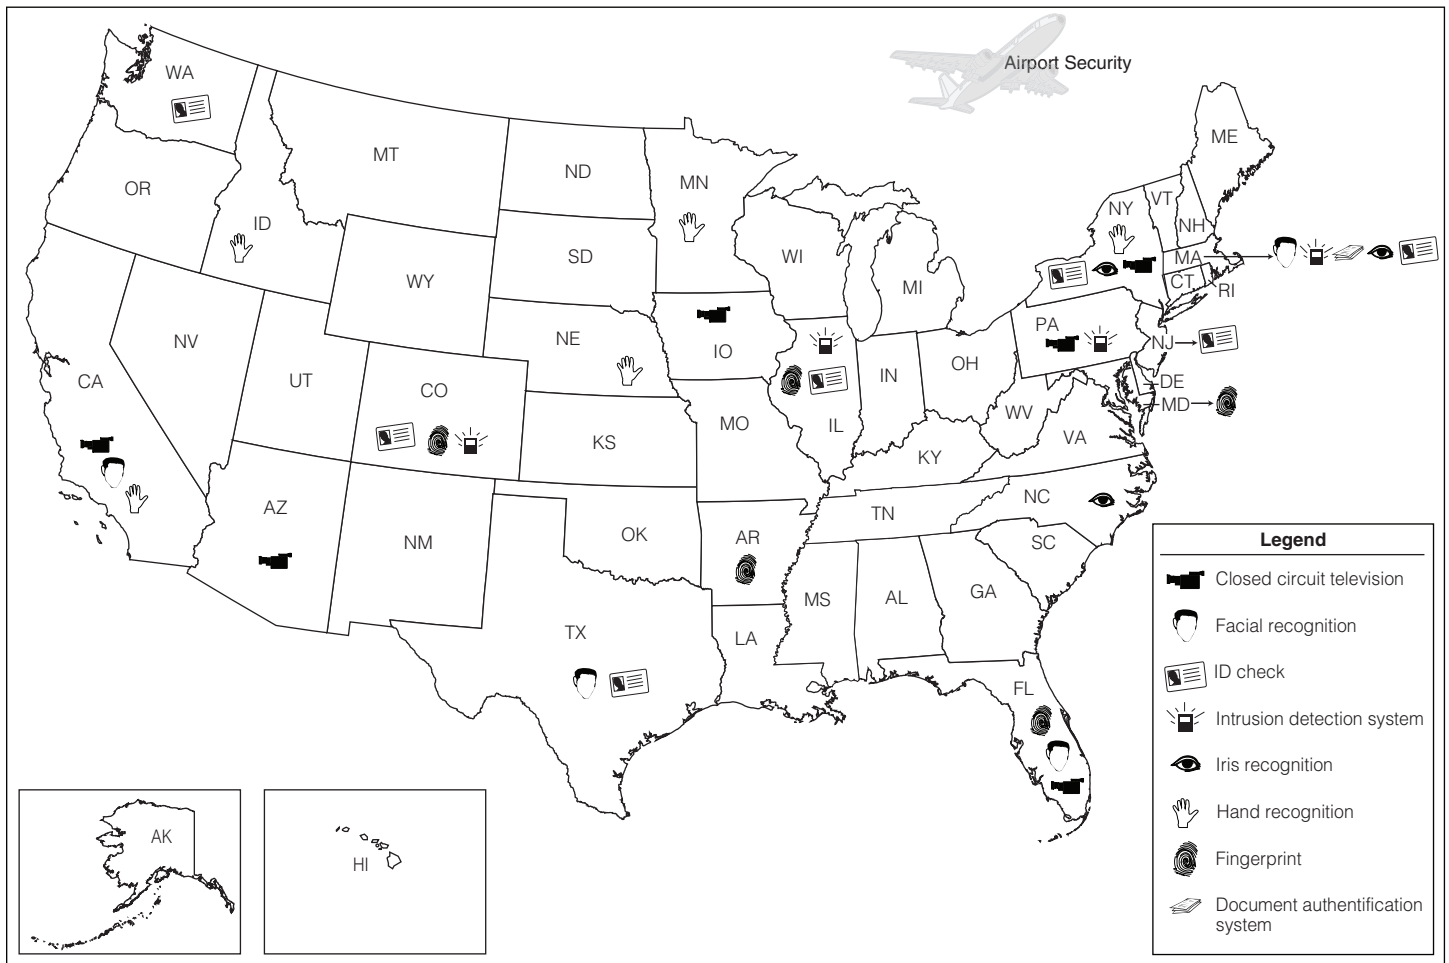 Airport Security
WA
MT
ND
MN
ME
OR
ID
SD
WI
MI
NY
VT
NH
MA
CT
RI
WY
NV
UT
CO
NE
IO
IL
IN
OH
PA
NJ
DE
MD
CA
KS
MO
KY
WV
VA
AZ
NM
OK
AR
TN
NC
SC
MS
AL
GA
TX
LA
FL
AK
HI
Legend
Closed circuit television
Facial recognition
ID check
Intrusion detection system
Iris recognition
Hand recognition
Fingerprint
Document authentification
system